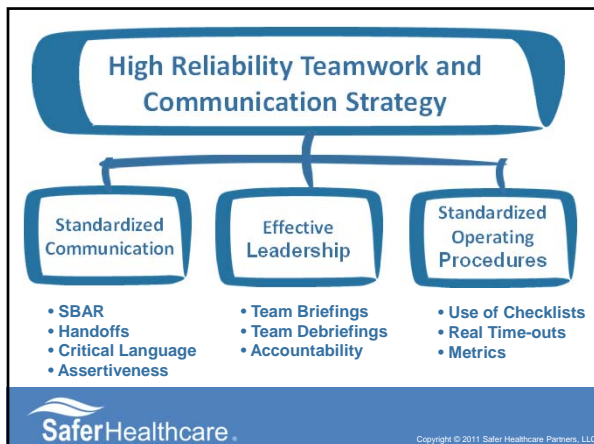 High Reliability Teamwork and
Communication Strategy
Standardized
Communication
• SBAR
• Handoffs
• Critical Language
• Assertiveness
Effective
Leadership
• Team Briefings
• Team Debriefings
• Accountability
Standardized
Operating
Procedures
• Use of Checklists
• Real Time-outs
• Metrics
SaferHealthcare®
Copyright © 2011 Safer Healthcare Partners, LLC